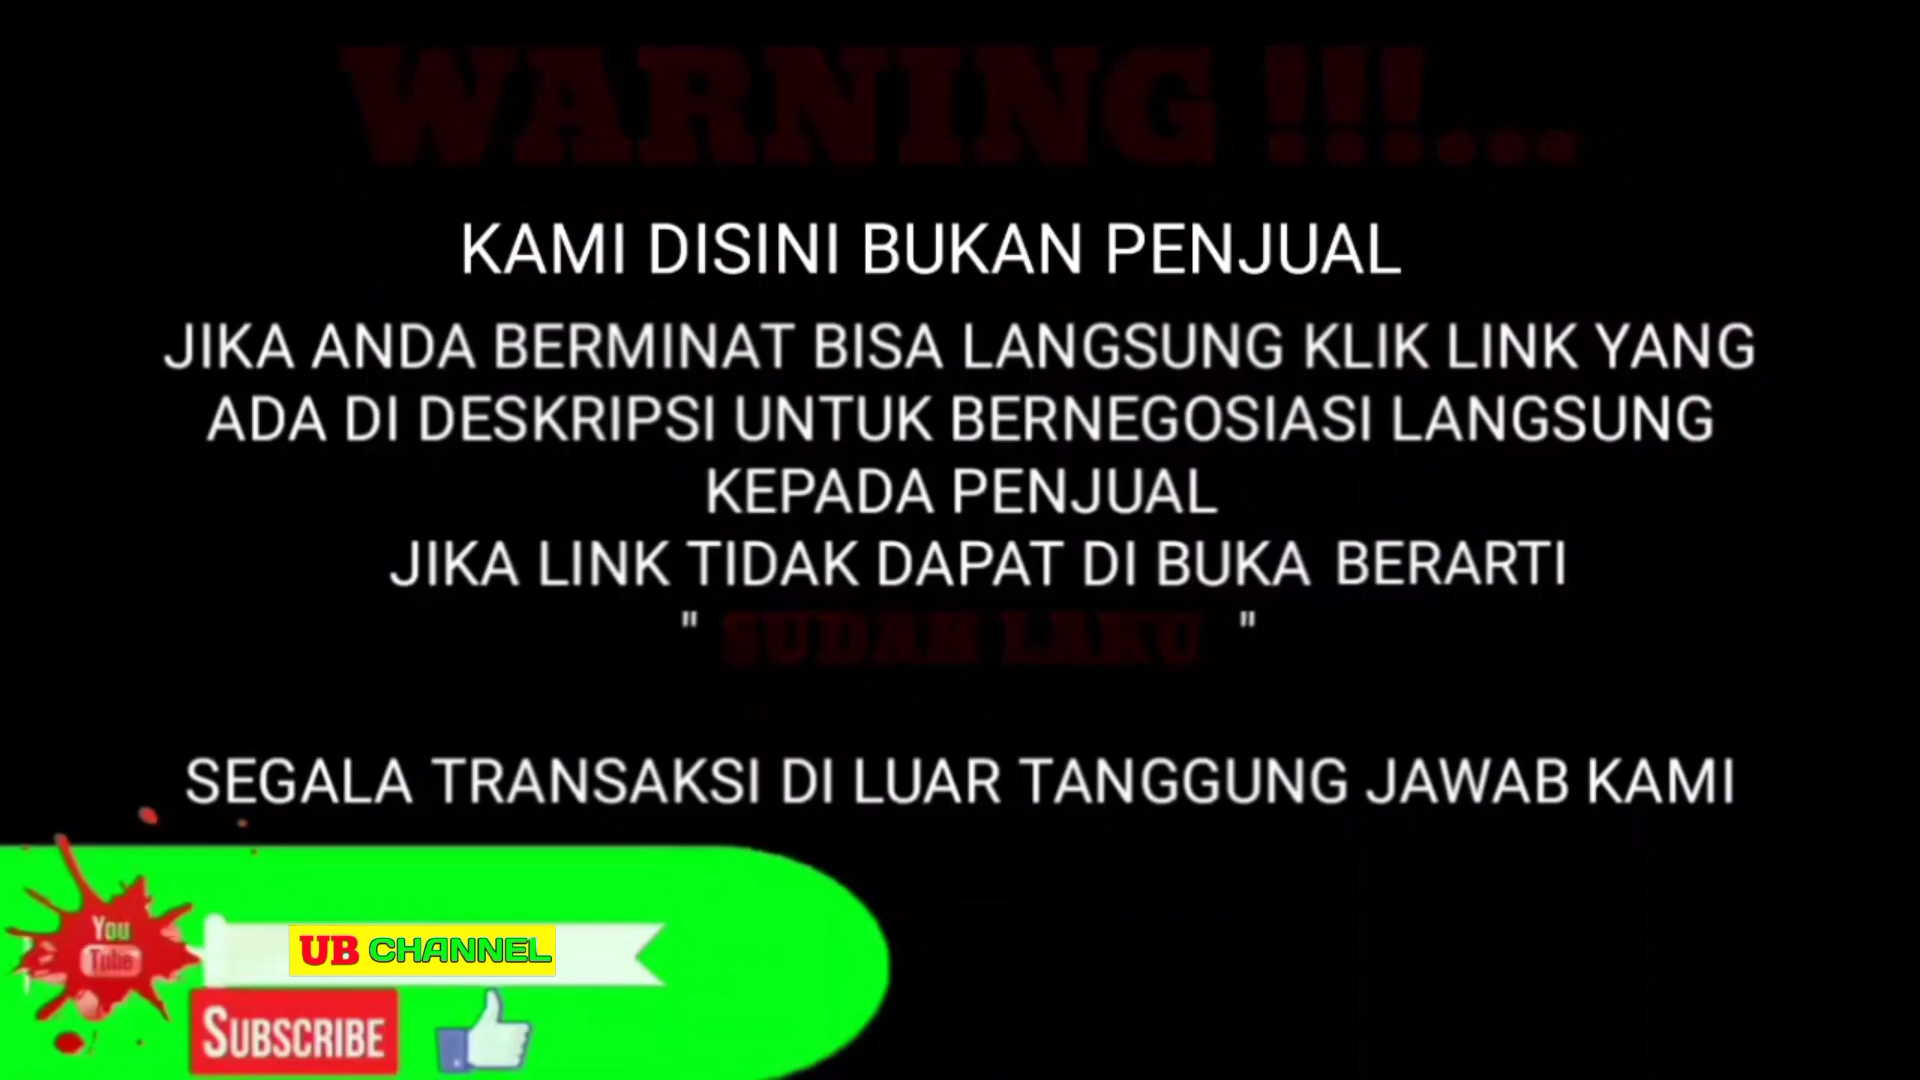 WARNING !!!...
KAMI DISINI BUKAN PENJUAL
JIKA ANDA BERMINAT BISA LANGSUNG KLIK LINK YANG
ADA DI DESKRIPSI UNTUK BERNEGOSIASI LANGSUNG
KEPADA PENJUAL
JIKA LINK TIDAK DAPAT DI BUKA BERARTI
" SUDAH LAKU "
SEGALA TRANSAKSI DI LUAR TANGGUNG JAWAB KAMI
You
Tube
UB CHANNEL
SUBSCRIBE